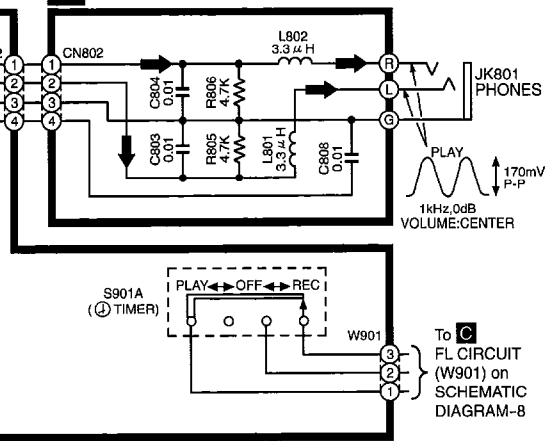 L802
3.3μH
CN802
1
1
2
2
3
3
4
4
C804
0.01
R806
4.7K
C803
0.01
R805
4.7K
L801
3.3μH
C808
0.01
R
L
G
JK801
PHONES
PLAY
170mV
P-P
1kHz,0dB
VOLUME:CENTER
S901A
(TIMER)
PLAY OFF REC
W901
3
2
1
To C
FL CIRCUIT
(W901) on
SCHEMATIC
DIAGRAM-8